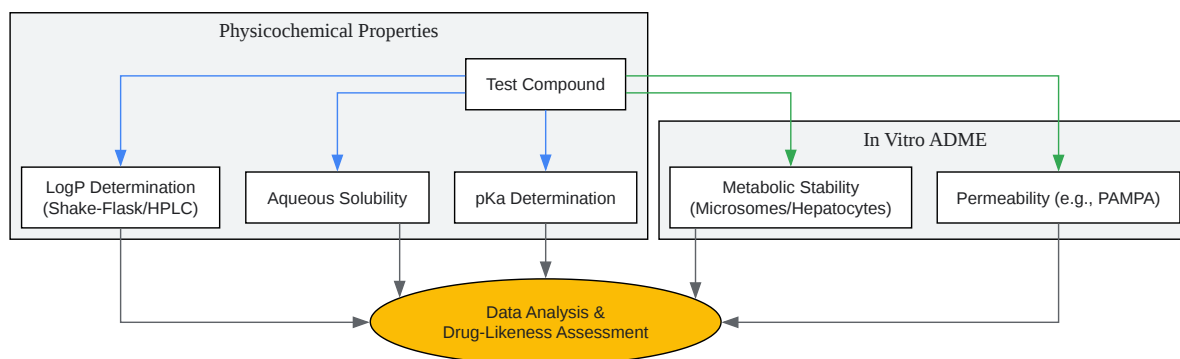 Physicochemical Properties
Test Compound
In Vitro ADME
LogP Determination
(Shake-Flask/HPLC)
Aqueous Solubility
pKa Determination
Metabolic Stability
(Microsomes/Hepatocytes)
Permeability (e.g., PAMPA)
Data Analysis &
Drug-Likeness Assessment